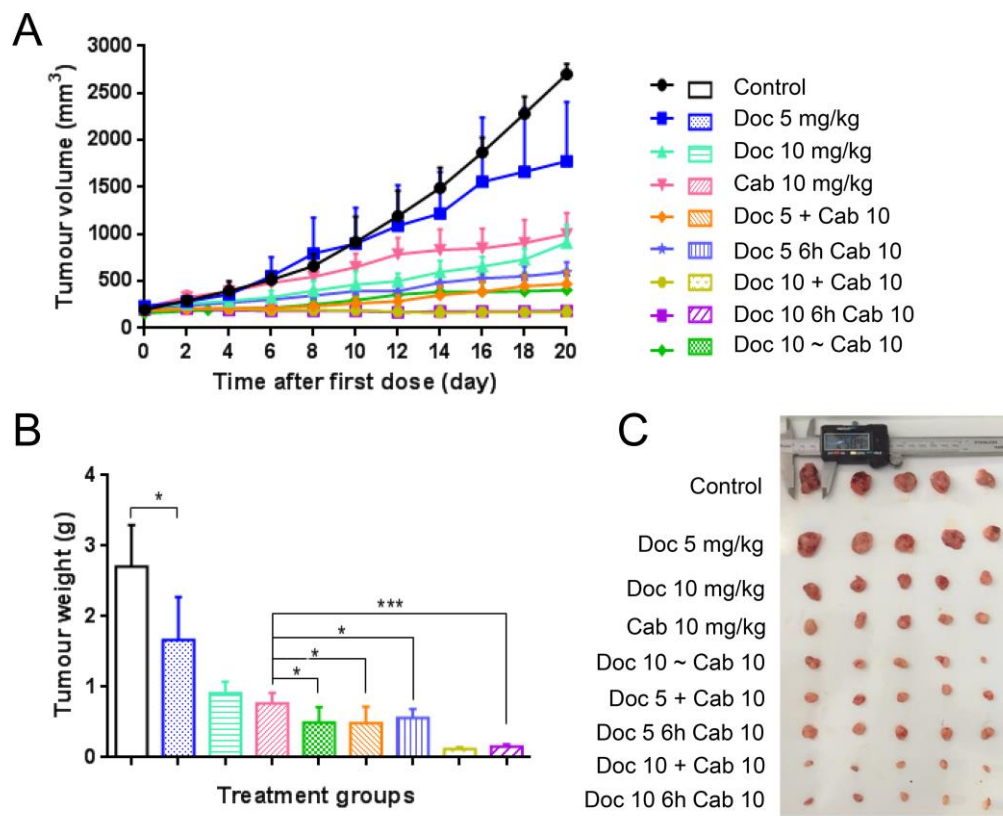 A
3000
2500
2000
1500
1000
500
0
Tumour volume (mm³)
0 2 4 6 8 10 12 14 16 18 20
Time after first dose (day)
Control
Doc 5 mg/kg
Doc 10 mg/kg
Cab 10 mg/kg
Doc 5 + Cab 10
Doc 5 6h Cab 10
Doc 10 + Cab 10
Doc 10 6h Cab 10
Doc 10 ~ Cab 10
B
4
3
2
1
0
Tumour weight (g)
*
***
*
*
*
Treatment groups
C
Control
Doc 5 mg/kg
Doc 10 mg/kg
Cab 10 mg/kg
Doc 10 ~ Cab 10
Doc 5 + Cab 10
Doc 5 6h Cab 10
Doc 10 + Cab 10
Doc 10 6h Cab 10